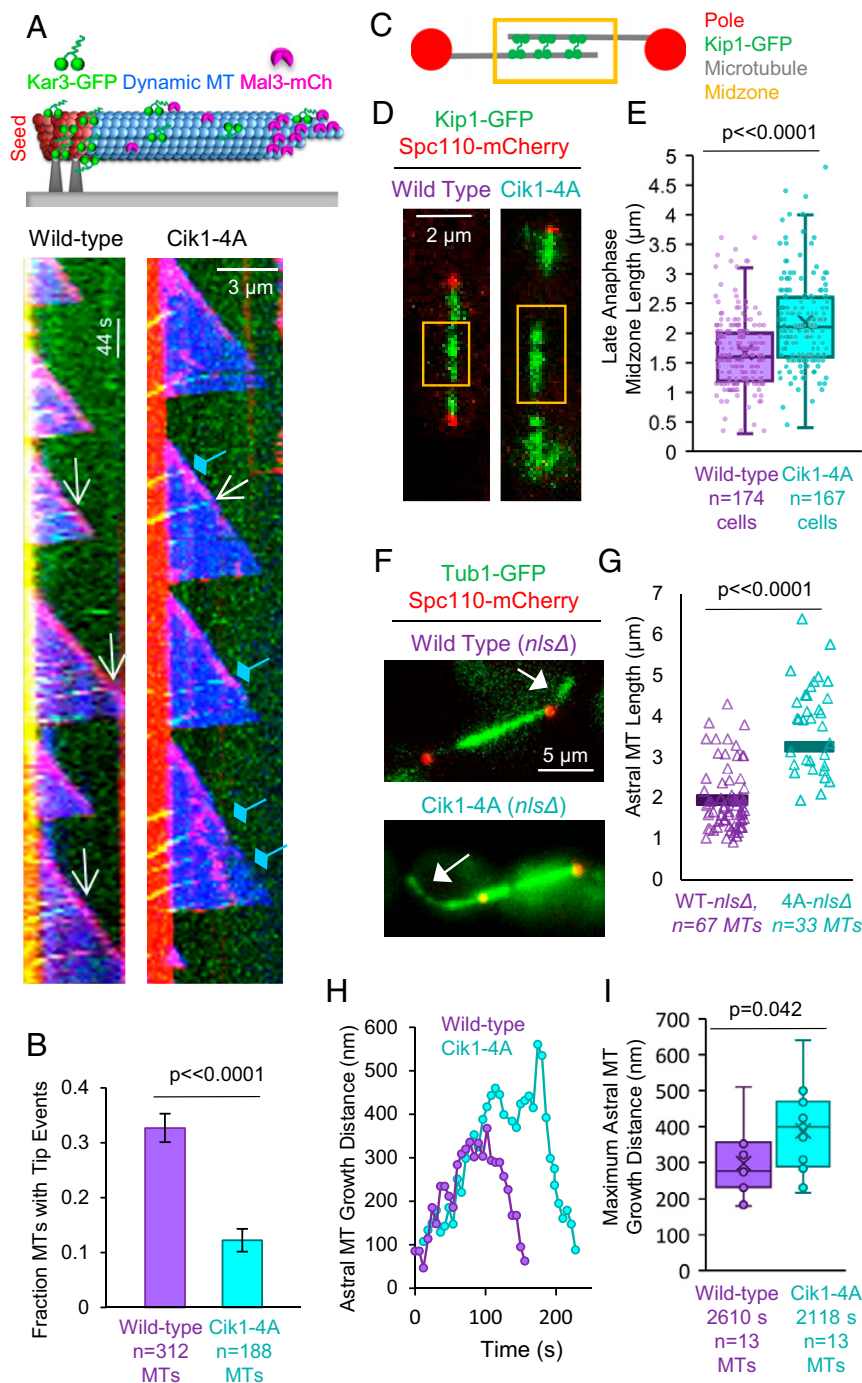 A
Kar3-GFP Dynamic MT Mal3-mCh
Seed
Wild-type
Cik1-4A
44 s
3 µm
B
Fraction MTs with Tip Events
p<<0.0001
0.4
0.3
0.2
0.1
0
Wild-type
n=312
MTs
Cik1-4A
n=188
MTs
C
Pole
Kip1-GFP
Microtubule
Midzone
D
Kip1-GFP
Spc110-mCherry
Wild Type
Cik1-4A
2 µm
E
p<<0.0001
Late Anaphase
Midzone Length (µm)
5
4.5
4
3.5
3
2.5
2
1.5
1
0.5
0
Wild-type
n=174
cells
Cik1-4A
n=167
cells
F
Tub1-GFP
Spc110-mCherry
Wild Type (nlsΔ)
5 µm
Cik1-4A (nlsΔ)
G
p<<0.0001
Astral MT Length (µm)
7
6
5
4
3
2
1
0
WT-nlsΔ,
n=67 MTs
4A-nlsΔ
n=33 MTs
H
Wild-type
Cik1-4A
Astral MT Growth Distance (nm)
600
500
400
300
200
100
0
0
100
200
Time (s)
I
p=0.042
Maximum Astral MT
Growth Distance (nm)
700
600
500
400
300
200
100
0
Wild-type
2610 s
n=13
MTs
Cik1-4A
2118 s
n=13
MTs